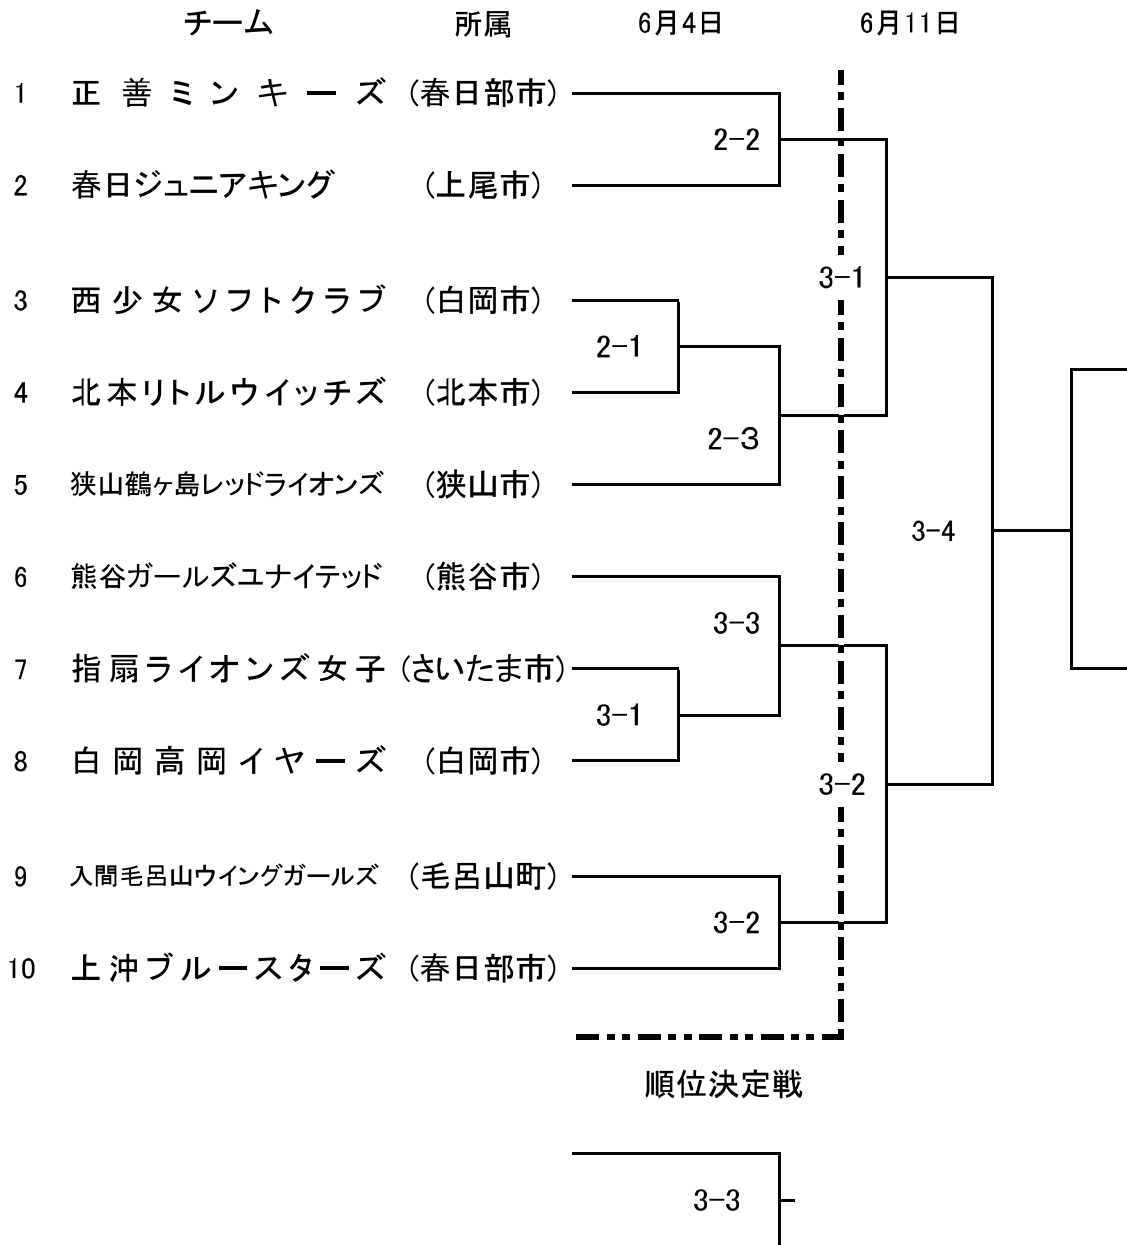 チーム 所属 6月4日 6月11日
1 正善ミンキーズ (春日部市)
2-2
2 春日ジュニアキング (上尾市)
3-1
3 西少女ソフトクラブ (白岡市)
2-1
4 北本リトルウイッチズ (北本市)
2-3
5 狭山鶴ヶ島レッドライオンズ (狭山市)
3-4
6 熊谷ガールズユナイテッド (熊谷市)
3-3
7 指扇ライオンズ女子 (さいたま市)
3-1
8 白岡高岡イヤーズ (白岡市)
3-2
9 入間毛呂山ウイングガールズ (毛呂山町)
3-2
10 上沖ブルースターズ (春日部市)
順位決定戦
3-3